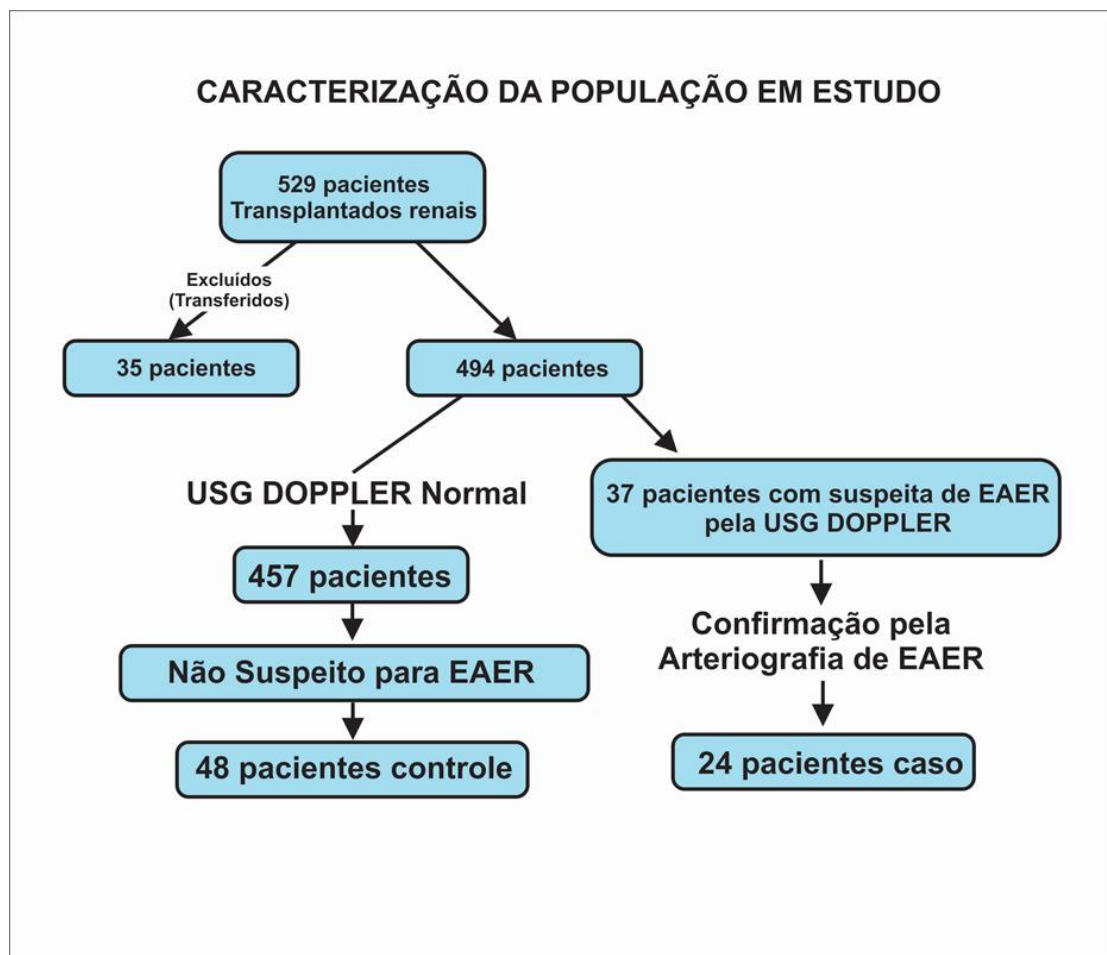 CARACTERIZAÇÃO DA POPULAÇÃO EM ESTUDO
529 pacientes
Transplantados renais
Excluídos
(Transferidos)
35 pacientes
494 pacientes
USG DOPPLER Normal
37 pacientes com suspeita de EAER
pela USG DOPPLER
457 pacientes
Confirmação pela
Arteriografia de EAER
Não Suspeito para EAER
48 pacientes controle
24 pacientes caso